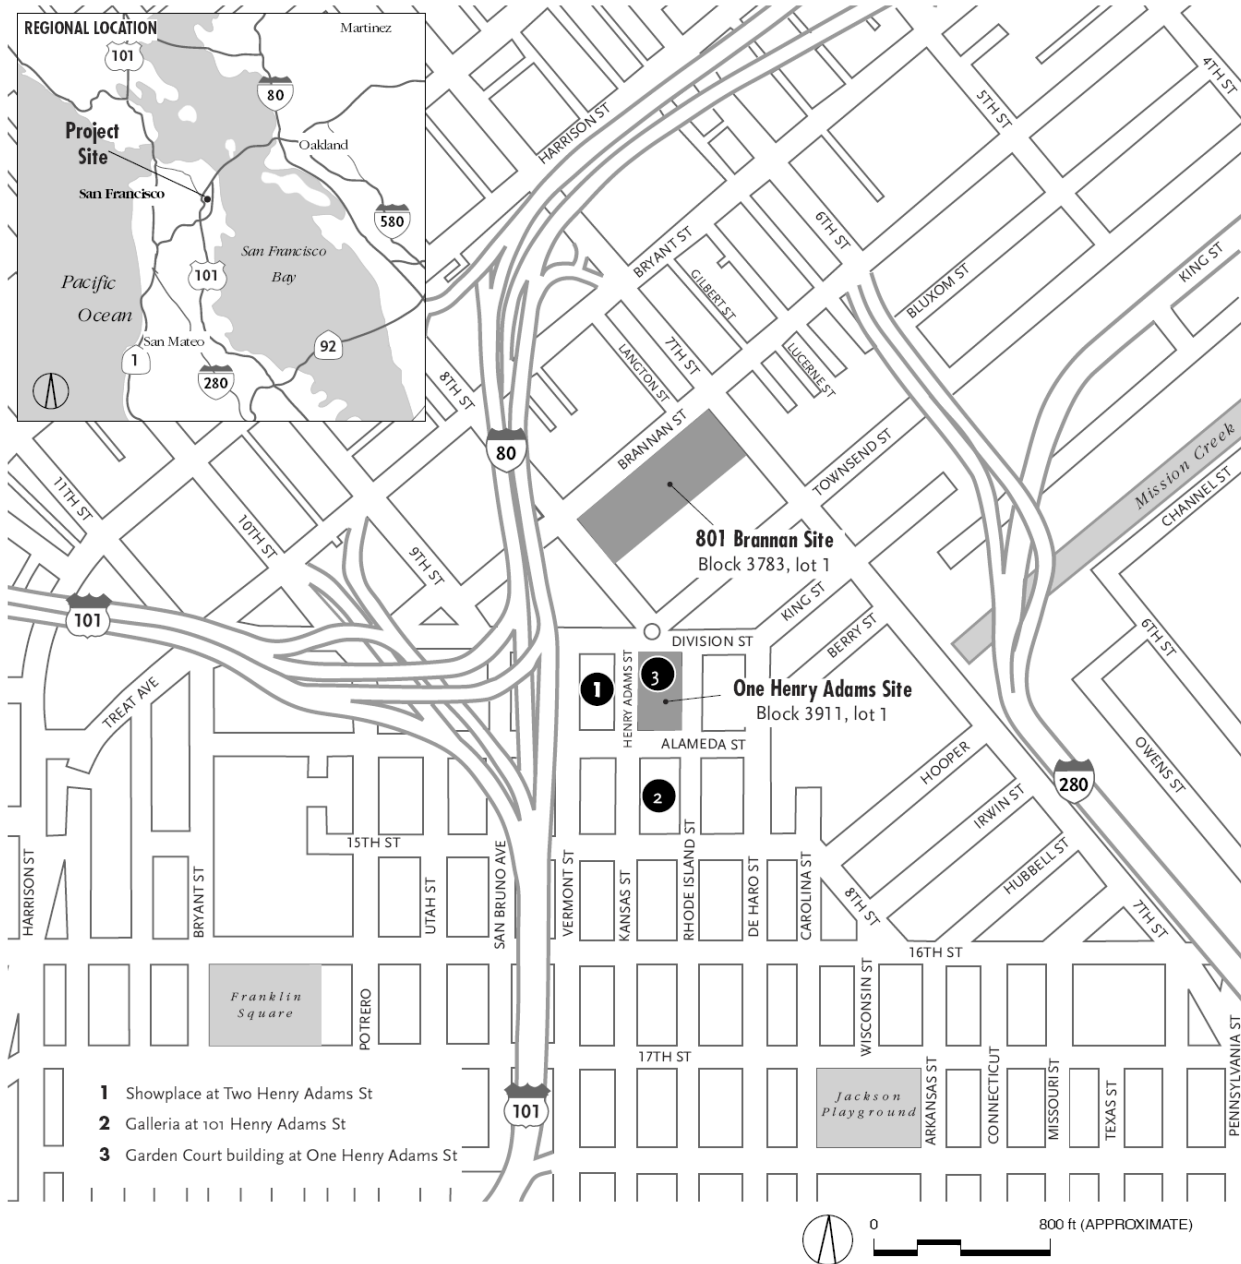 REGIONAL LOCATION
Martinez
101
80
Project
Site
Oakland
San Francisco
580
San Francisco
Bay
101
Pacific
Ocean
San Mateo
92
1
280
HARRISON ST
4TH ST
5TH ST
6TH ST
BRYANT ST
GILBERT ST
KING ST
BLUXOM ST
7TH ST
LANGTON ST
LUCERNE ST
8TH ST
BRANNAN ST
TOWNSEND ST
80
Mission Creek
CHANNEL ST
11TH ST
10TH ST
9TH ST
801 Brannan Site
Block 3783, lot 1
101
KING ST
BERRY ST
6TH ST
DIVISION ST
TREAT AVE
1
HENRY ADAMS ST
3
One Henry Adams Site
Block 3911, lot 1
ALAMEDA ST
HOOPER
OWENS ST
280
IRWIN ST
2
15TH ST
HUBBELL ST
HARRISON ST
BRYANT ST
UTAH ST
SAN BRUNO AVE
VERMONT ST
KANSAS ST
RHODE ISLAND ST
DE HARO ST
CAROLINA ST
8TH ST
7TH ST
16TH ST
Franklin
Square
POTRERO
WISCONSIN ST
17TH ST
PENNSYLVANIA ST
ARKANSAS ST
CONNECTICUT
MISSOURI ST
TEXAS ST
Jackson
Playground
101
1 Showplace at Two Henry Adams St
2 Galleria at 101 Henry Adams St
3 Garden Court building at One Henry Adams St
0 800 ft (APPROXIMATE)